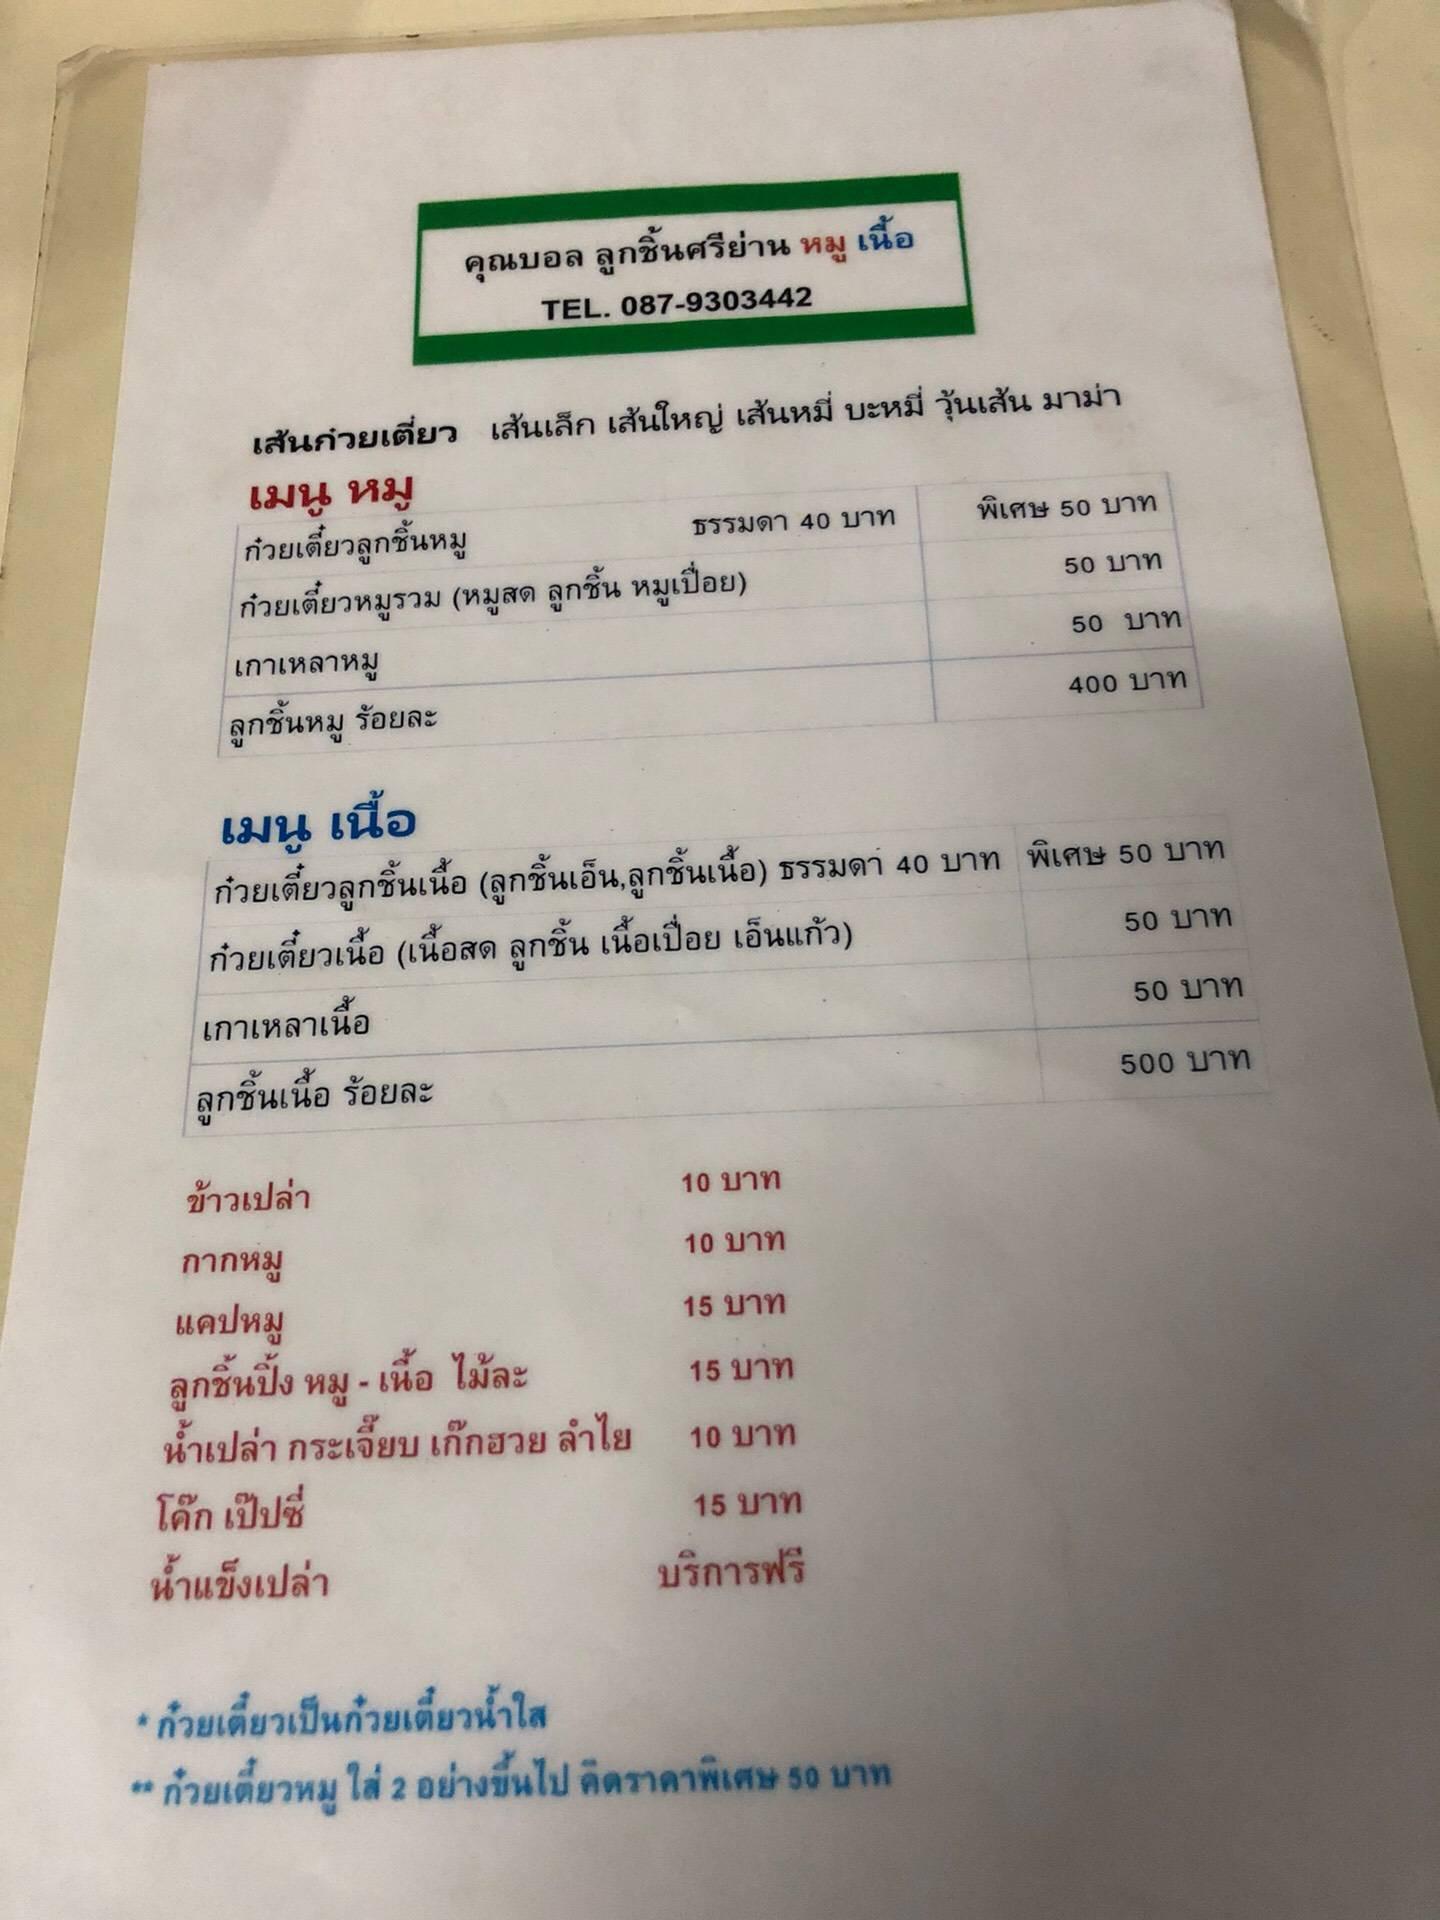 คุณบอล ลูกชิ้นศรีย่าน หมู เนื้อ
TEL. 087-9303442
เส้นก๋วยเตี๋ยว เส้นเล็ก เส้นใหญ่ เส้นหมี่ บะหมี่ วุ้นเส้น มาม่า
เมนู หมู
ก๋วยเตี๋ยวลูกชิ้นหมู ธรรมดา 40 บาท พิเศษ 50 บาท
ก๋วยเตี๋ยวหมูรวม (หมูสด ลูกชิ้น หมูเปื่อย) 50 บาท
เกาเหลาหมู 50 บาท
ลูกชิ้นหมู ร้อยละ 400 บาท
เมนู เนื้อ
ก๋วยเตี๋ยวลูกชิ้นเนื้อ (ลูกชิ้นเอ็น,ลูกชิ้นเนื้อ) ธรรมดา 40 บาท พิเศษ 50 บาท
ก๋วยเตี๋ยวเนื้อ (เนื้อสด ลูกชิ้น เนื้อเปื่อย เอ็นแก้ว) 50 บาท
เกาเหลาเนื้อ 50 บาท
ลูกชิ้นเนื้อ ร้อยละ 500 บาท
ข้าวเปล่า 10 บาท
กากหมู 10 บาท
แคปหมู 15 บาท
ลูกชิ้นปิ้ง หมู - เนื้อ ไม้ละ 15 บาท
น้ำเปล่า กระเจี๊ยบ เก๊กฮวย ลำไย 10 บาท
โค๊ก เป๊ปซี่ 15 บาท
น้ำแข็งเปล่า บริการฟรี
* ก๋วยเตี๋ยวเป็นก๋วยเตี๋ยวน้ำใส
** ก๋วยเตี๋ยวหมู ใส่ 2 อย่างขึ้นไป คิดราคาพิเศษ 50 บาท